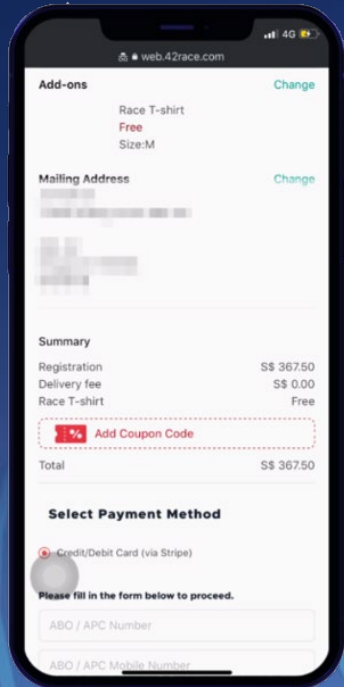 4G
web.42race.com
Add-ons Change
Race T-shirt
Free
Size:M
Mailing Address Change
Summary
Registration S$ 367.50
Delivery fee S$ 0.00
Race T-shirt Free
% Add Coupon Code
Total S$ 367.50
Select Payment Method
Credit/Debit Card (via Stripe)
Please fill in the form below to proceed.
ABO / APC Number
ABO / APC Mobile Number